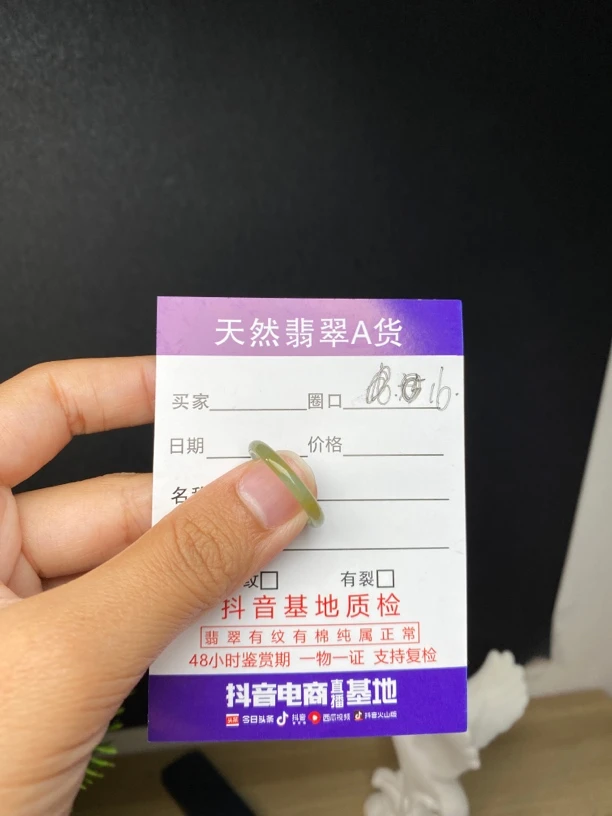 天然翡翠A货
买家 圈口 16
日期 价格
有裂
抖音基地质检
翡翠有纹有棉纯属正常
48小时鉴赏期 一物一证 支持复检
抖音电商直播基地
头条 今日头条 抖音 西瓜视频 抖音火山版